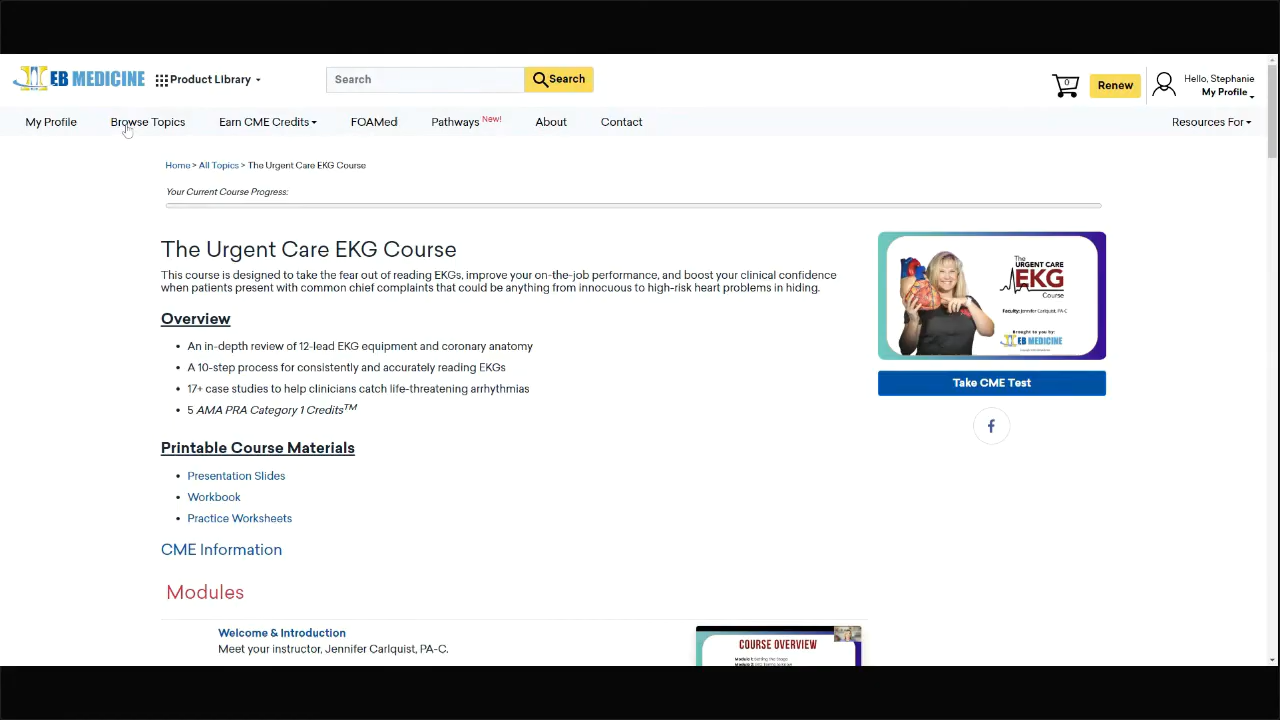 EB MEDICINE
Product Library
Search
Search
0
Renew
Hello, Stephanie
My Profile
My Profile
Browse Topics
Earn CME Credits
FOAMed
Pathways New!
About
Contact
Resources For
Home > All Topics > The Urgent Care EKG Course
Your Current Course Progress:
The Urgent Care EKG Course
This course is designed to take the fear out of reading EKGs, improve your on-the-job performance, and boost your clinical confidence
when patients present with common chief complaints that could be anything from innocuous to high-risk heart problems in hiding.
Overview
• An in-depth review of 12-lead EKG equipment and coronary anatomy
• A 10-step process for consistently and accurately reading EKGs
• 17+ case studies to help clinicians catch life-threatening arrhythmias
• 5 AMA PRA Category 1 Credits™
The
URGENT CARE
EKG
Course
Faculty: Jennifer Carlquist, PA-C
Brought to you by:
EB MEDICINE
Take CME Test
Printable Course Materials
• Presentation Slides
• Workbook
• Practice Worksheets
CME Information
Modules
Welcome & Introduction
Meet your instructor, Jennifer Carlquist, PA-C.
COURSE OVERVIEW